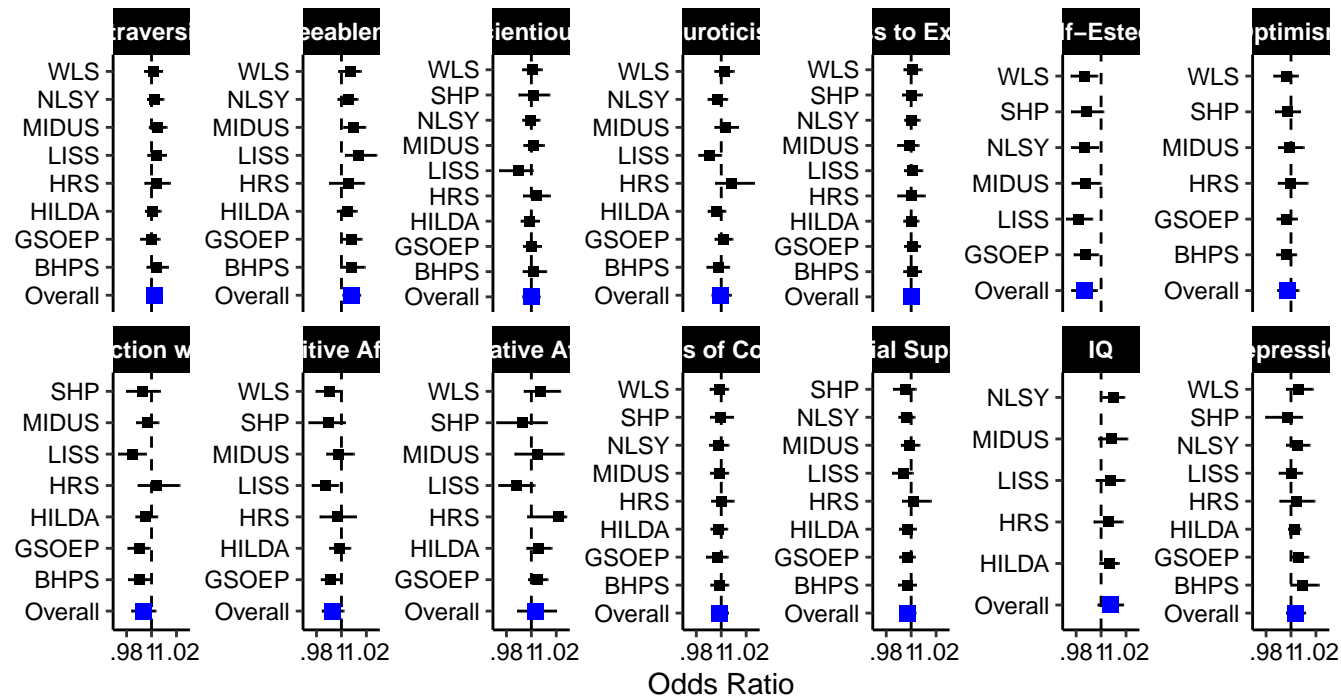 traversi
WLS
NLSY
MIDUS
LISS
HRS
HILDA
GSOEP
BHPS
Overall
eeablen
WLS
NLSY
MIDUS
LISS
HRS
HILDA
GSOEP
BHPS
Overall
cientiou
WLS
SHP
NLSY
MIDUS
LISS
HRS
HILDA
GSOEP
BHPS
Overall
uroticis
WLS
NLSY
MIDUS
LISS
HRS
HILDA
GSOEP
BHPS
Overall
s to Ex
WLS
SHP
NLSY
MIDUS
LISS
HRS
HILDA
GSOEP
BHPS
Overall
lf−Estee
WLS
SHP
NLSY
MIDUS
LISS
GSOEP
Overall
ptimism
WLS
SHP
MIDUS
HRS
GSOEP
BHPS
Overall
ction w
SHP
MIDUS
LISS
HRS
HILDA
GSOEP
BHPS
Overall
.9811.02
itive Af
WLS
SHP
MIDUS
LISS
HRS
HILDA
GSOEP
Overall
.9811.02
ative Af
WLS
SHP
MIDUS
LISS
HRS
HILDA
GSOEP
Overall
.9811.02
s of Co
WLS
SHP
NLSY
MIDUS
HRS
HILDA
GSOEP
BHPS
Overall
.9811.02
ial Sup
SHP
NLSY
MIDUS
LISS
HRS
HILDA
GSOEP
BHPS
Overall
.9811.02
IQ
NLSY
MIDUS
LISS
HRS
HILDA
Overall
.9811.02
epressio
WLS
SHP
NLSY
LISS
HRS
HILDA
GSOEP
BHPS
Overall
.9811.02
Odds Ratio